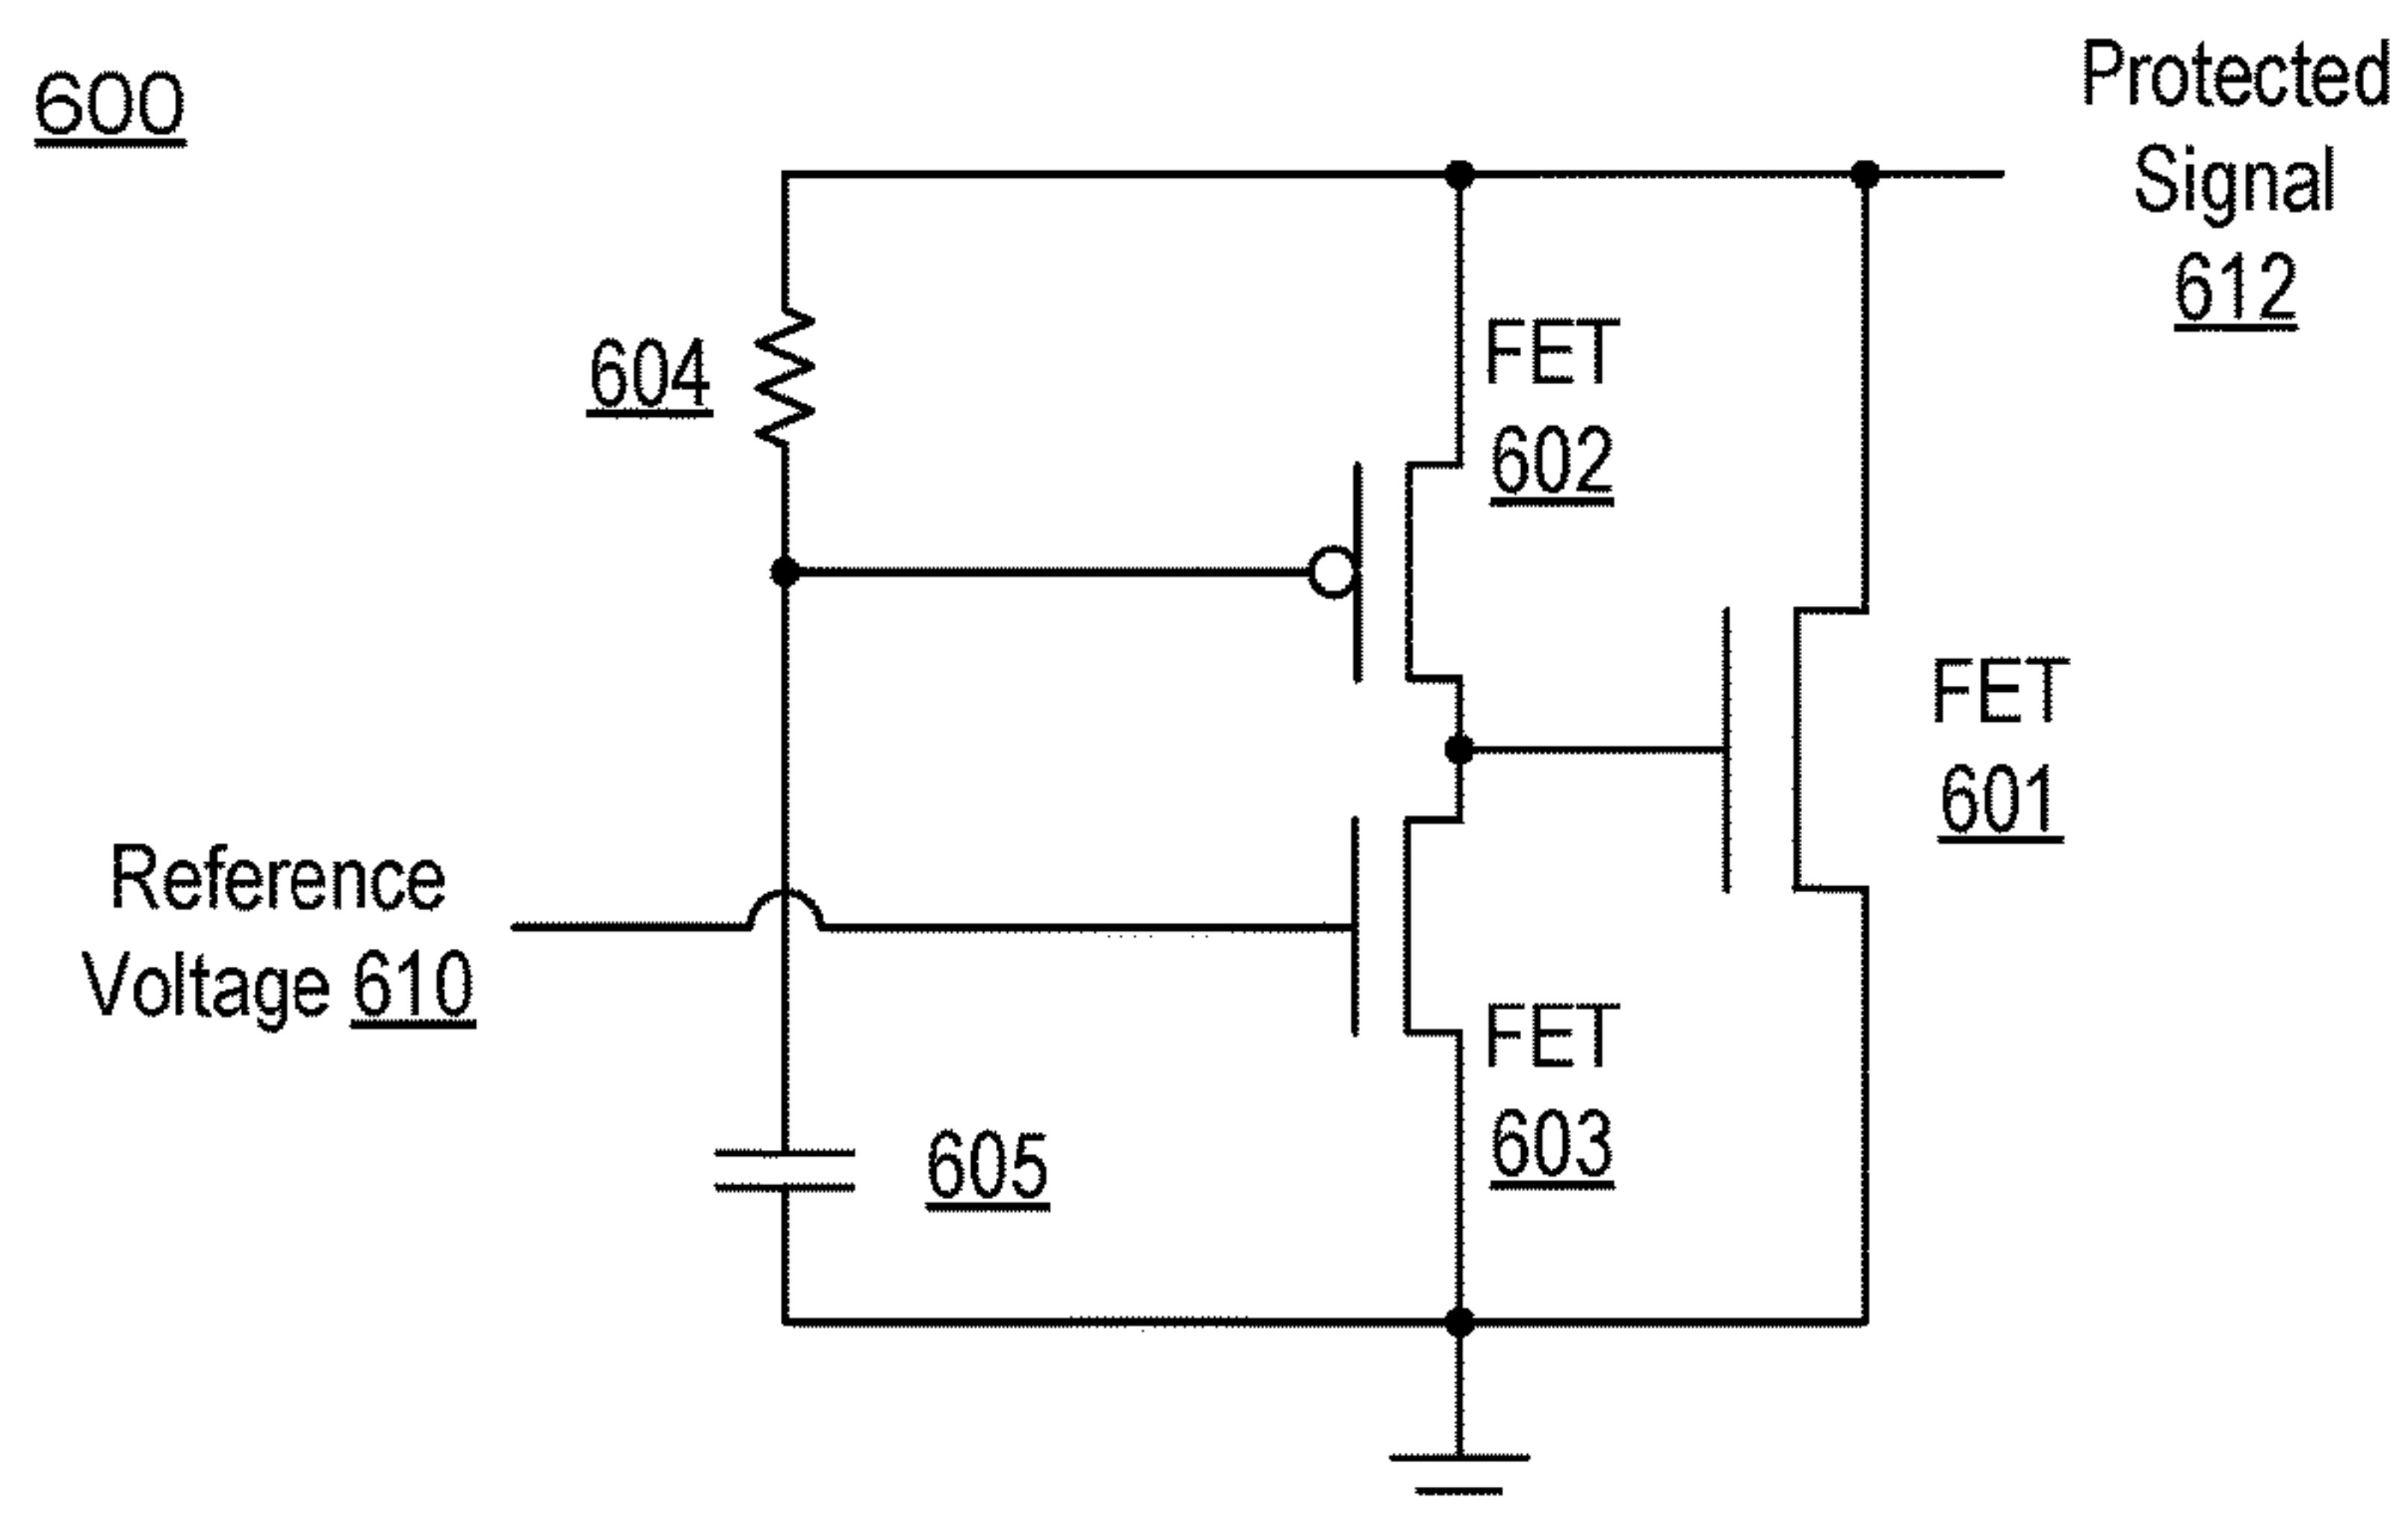 600
Protected
Signal
612
604
FET
602
FET
601
Reference
Voltage 610
FET
603
605